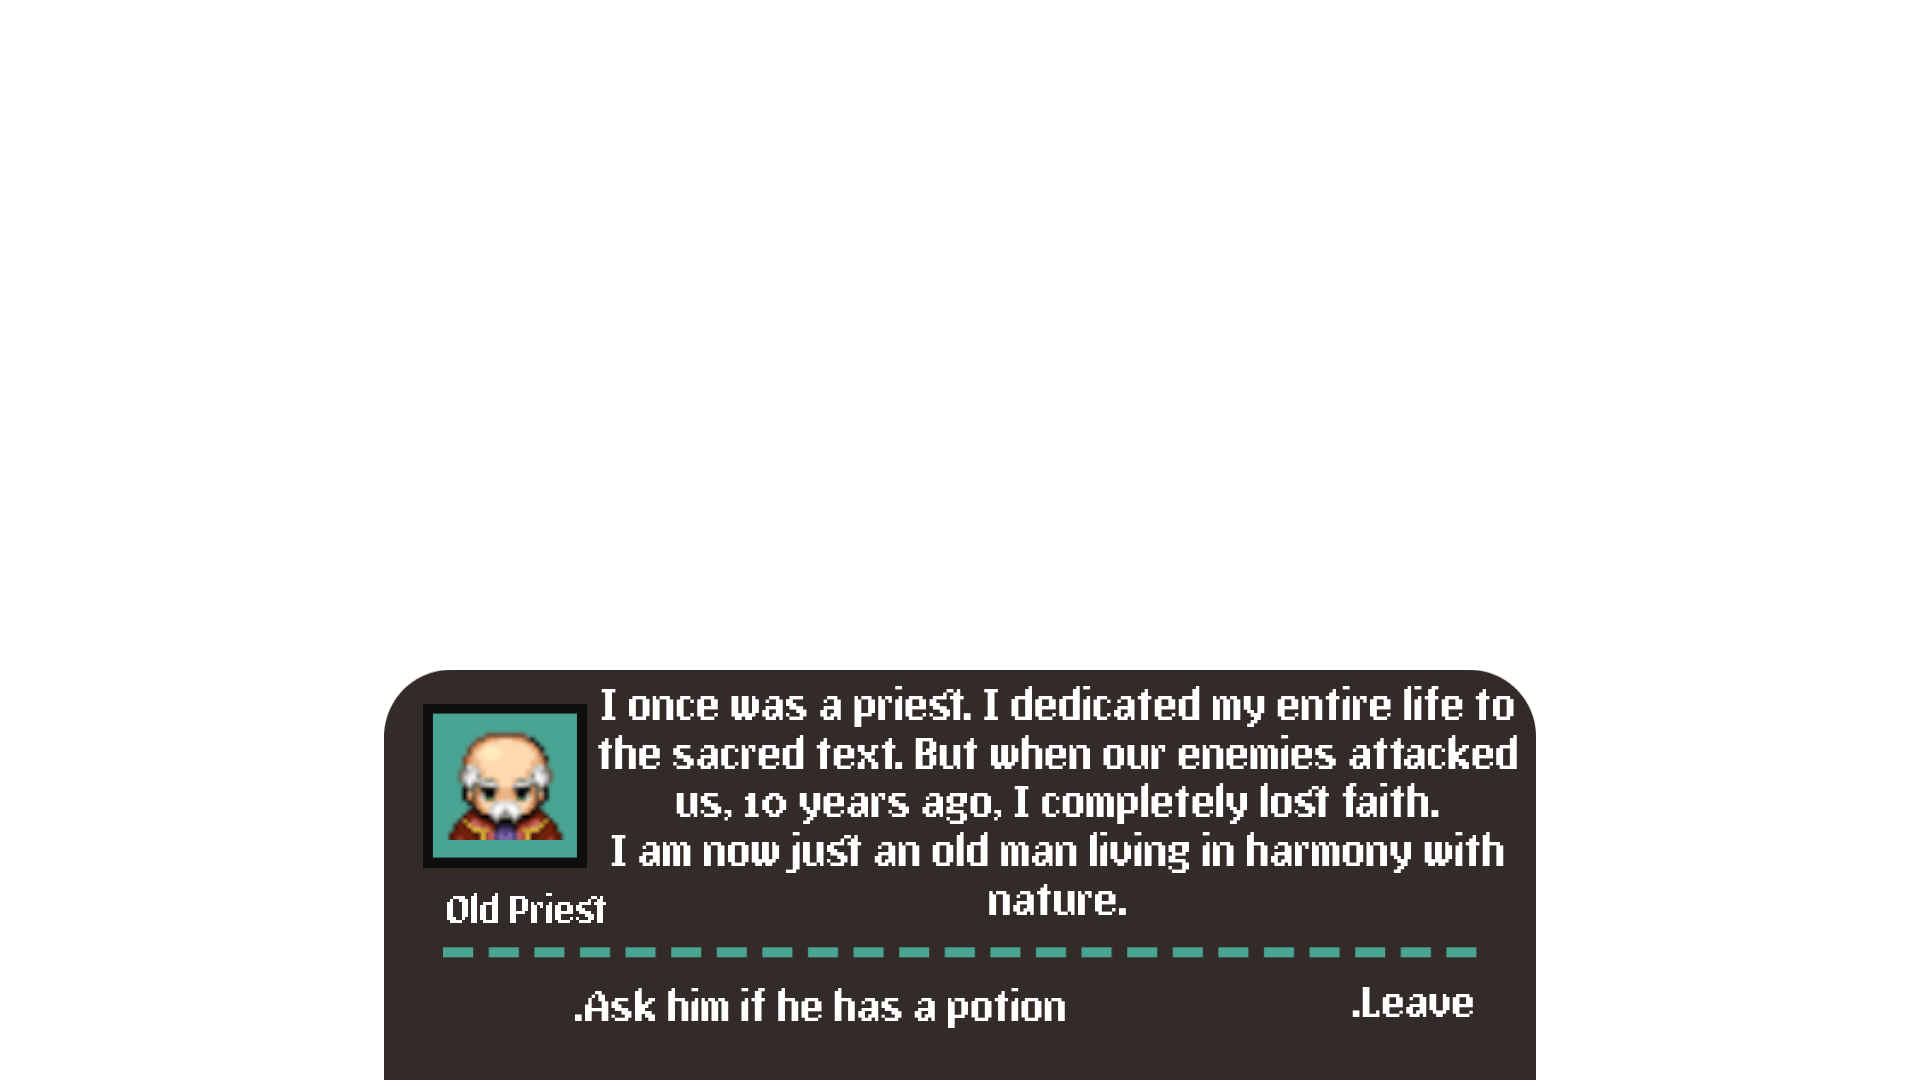 I once was a priest. I dedicated my entire life to
the sacred text. But when our enemies attacked
us, 10 years ago, I completely lost faith.
I am now just an old man living in harmony with
nature.
Old Priest
.Ask him if he has a potion
.Leave